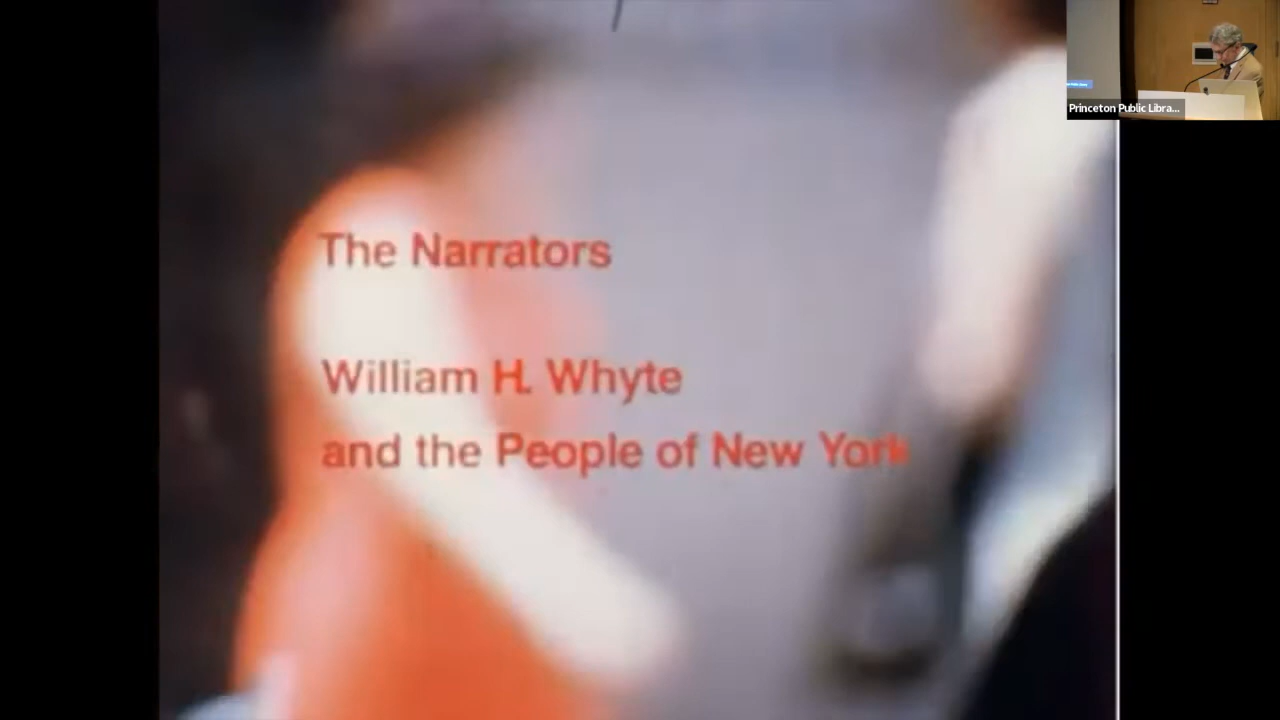 The Narrators
William H. Whyte
and the People of New York
Princeton Public Libra...